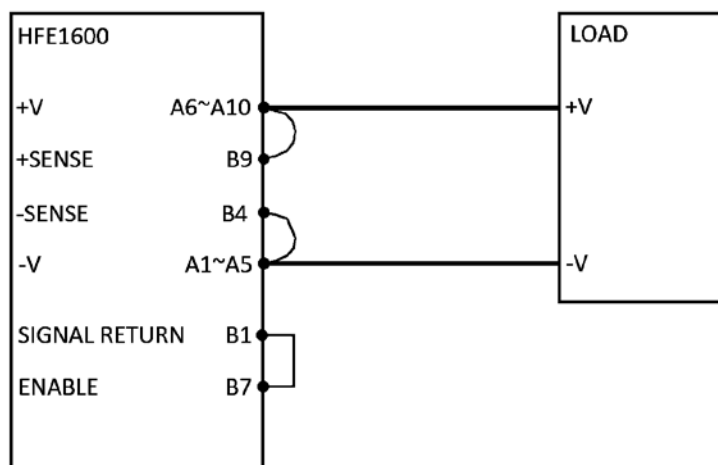 HFE1600
LOAD
+V A6~A10 +V
+SENSE B9
-SENSE B4
-V A1~A5 -V
SIGNAL RETURN B1
ENABLE B7